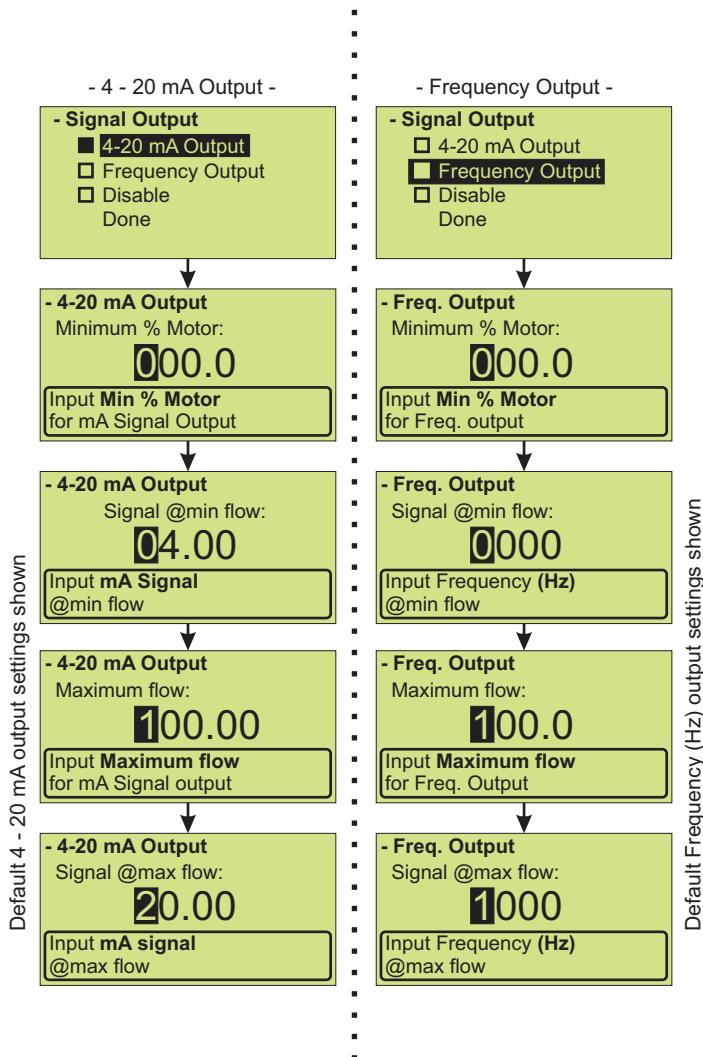 - 4 - 20 mA Output -
- Signal Output
4-20 mA Output
Frequency Output
Disable
Done
- 4-20 mA Output
Minimum % Motor:
000.0
Input Min % Motor
for mA Signal Output
- 4-20 mA Output
Signal @min flow:
04.00
Input mA Signal
@min flow
- 4-20 mA Output
Maximum flow:
100.00
Input Maximum flow
for mA Signal output
- 4-20 mA Output
Signal @max flow:
20.00
Input mA signal
@max flow
Default 4 - 20 mA output settings shown
- Frequency Output -
- Signal Output
4-20 mA Output
Frequency Output
Disable
Done
- Freq. Output
Minimum % Motor:
000.0
Input Min % Motor
for Freq. output
- Freq. Output
Signal @min flow:
0000
Input Frequency (Hz)
@min flow
- Freq. Output
Maximum flow:
100.0
Input Maximum flow
for Freq. Output
- Freq. Output
Signal @max flow:
1000
Input Frequency (Hz)
@max flow
Default Frequency (Hz) output settings shown